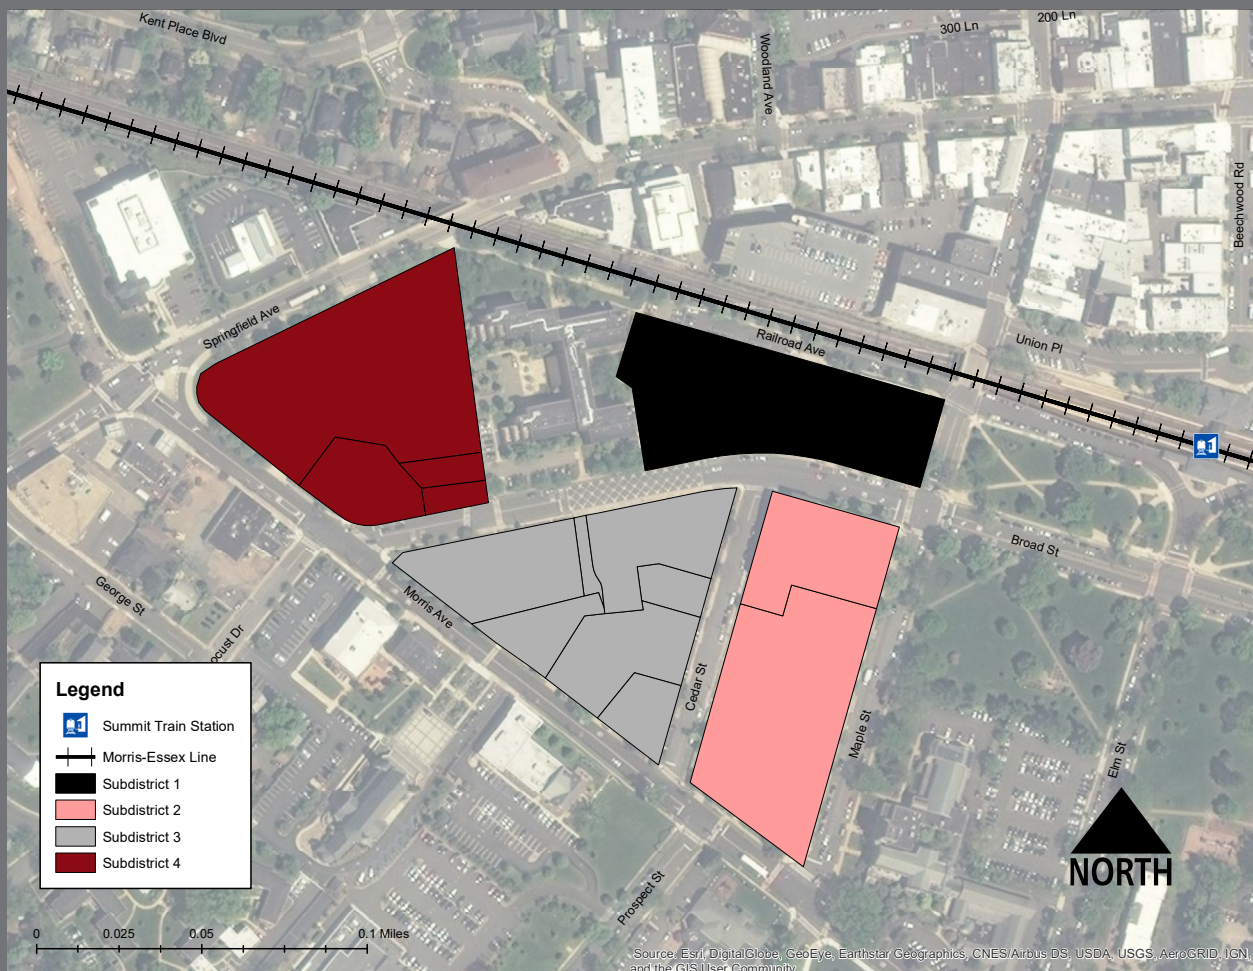 Kent Place Blvd
Woodland Ave
300 Ln
200 Ln
Beechwood Rd
Springfield Ave
Railroad Ave
Union Pl
Broad St
George St
Morris Ave
ocust Dr
Cedar St
Maple St
Elm St
Prospect St
Legend
Summit Train Station
Morris-Essex Line
Subdistrict 1
Subdistrict 2
Subdistrict 3
Subdistrict 4
NORTH
0 0.025 0.05 0.1 Miles
Source: Esri, DigitalGlobe, GeoEye, Earthstar Geographics, CNES/Airbus DS, USDA, USGS, AeroGRID, IGN,
and the GIS User Community